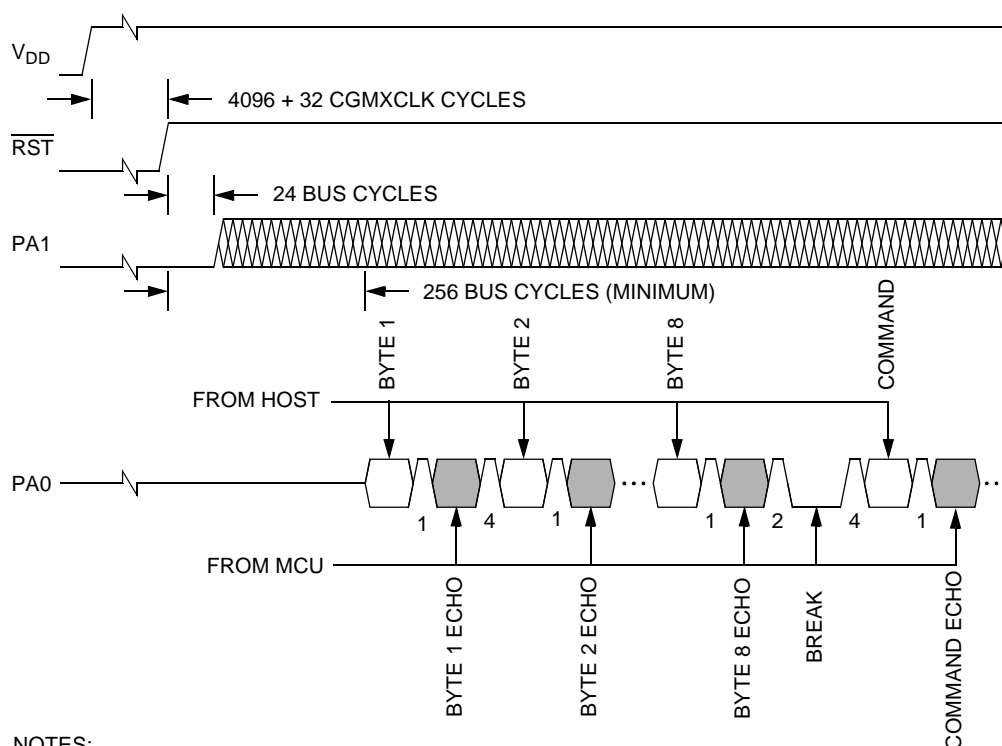 VDD
4096 + 32 CGMXCLK CYCLES
RST
24 BUS CYCLES
PA1
256 BUS CYCLES (MINIMUM)
BYTE 1
BYTE 2
BYTE 8
COMMAND
FROM HOST
PA0
1
4
1
1
2
4
1
FROM MCU
BYTE 1 ECHO
BYTE 2 ECHO
BYTE 8 ECHO
BREAK
COMMAND ECHO
NOTES: